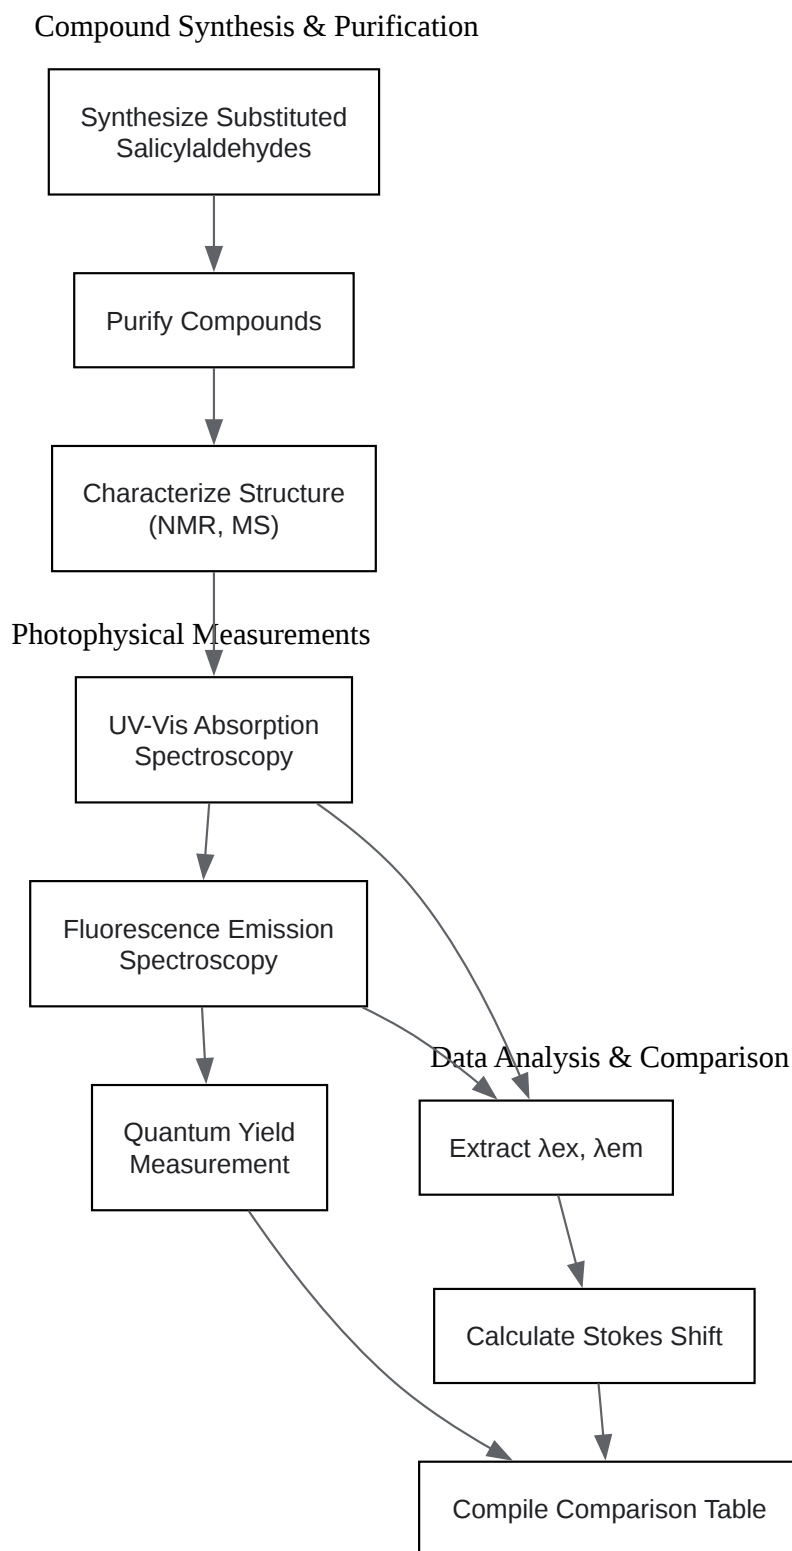 Compound Synthesis & Purification
Synthesize Substituted
Salicylaldehydes
Purify Compounds
Characterize Structure
(NMR, MS)
Photophysical Measurements
UV-Vis Absorption
Spectroscopy
Fluorescence Emission
Spectroscopy
Data Analysis & Comparison
Quantum Yield
Measurement
Extract λex, λem
Calculate Stokes Shift
Compile Comparison Table